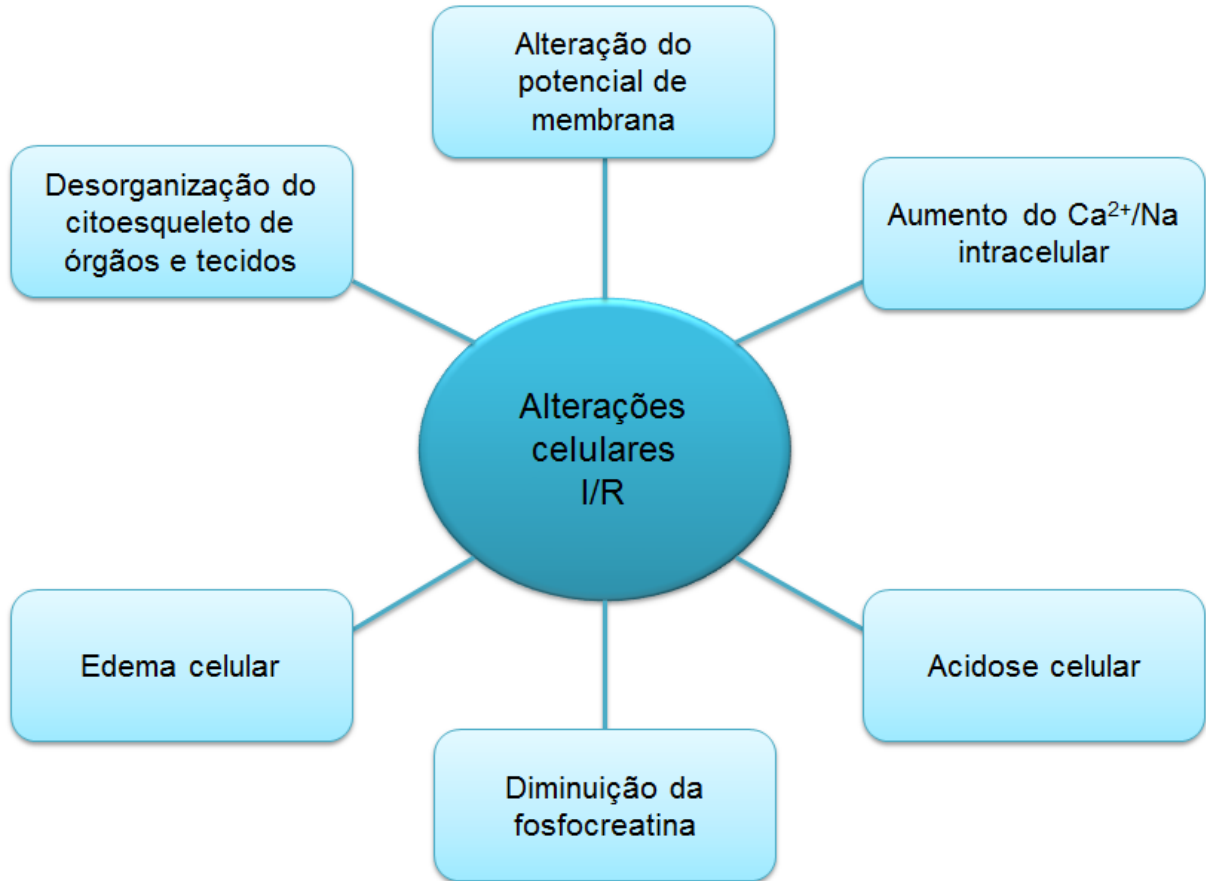 Alteração do
potencial de
membrana
Desorganização do
citoesqueleto de
órgãos e tecidos
Aumento do Ca²⁺/Na
intracelular
Alterações
celulares
I/R
Edema celular
Acidose celular
Diminuição da
fosfocreatina